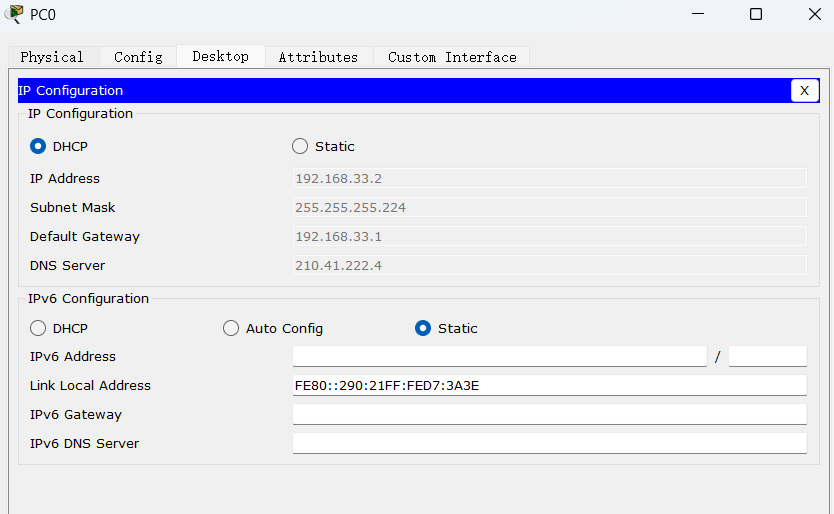 PC0
Physical Config Desktop Attributes Custom Interface
IP Configuration X
IP Configuration
DHCP Static
IP Address 192.168.33.2
Subnet Mask 255.255.255.224
Default Gateway 192.168.33.1
DNS Server 210.41.222.4
IPv6 Configuration
DHCP Auto Config Static
IPv6 Address /
Link Local Address FE80::290:21FF:FED7:3A3E
IPv6 Gateway
IPv6 DNS Server